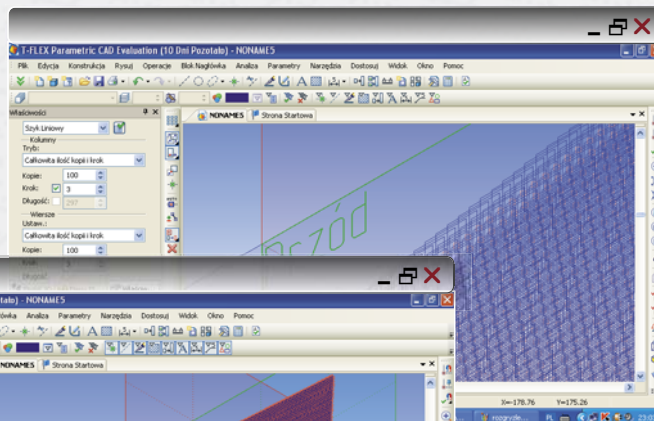 T-FLEX Parametric CAD Evaluation (10 Dni Pozotało) - NONAME5
Plik Edycja Konstrukcja Rysuj Operacje Blok Nagłówka Analiza Parametry Narzędzia Dostosuj Widok Okno Pomoc
Właściwości
NONAME5 Strona Startowa
Szyk Liniowy
Kolumny
Tryb:
Całkowita ilość kopii i krok
Kopie: 100
Krok: 3
Długość: 297
Wiersze
Ustaw.:
Całkowita ilość kopii i krok
Kopie: 100
Przód
tało) - NONAME5
ówka Analiza Parametry Narzędzia Dostosuj Widok Okno Pomoc
NONAME5 Strona Startowa
X=-178.76 Y=175.26
PL